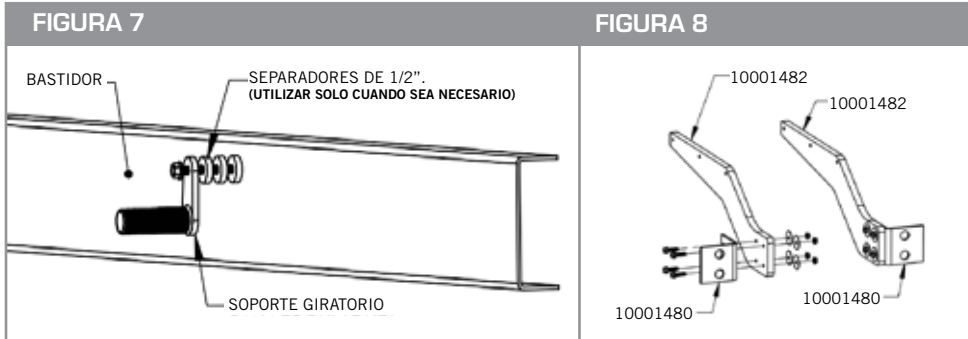 FIGURA 7
BASTIDOR
SEPARADORES DE 1/2”.
(UTILIZAR SOLO CUANDO SEA NECESARIO)
SOPORTE GIRATORIO
FIGURA 8
10001482
10001482
10001480
10001480